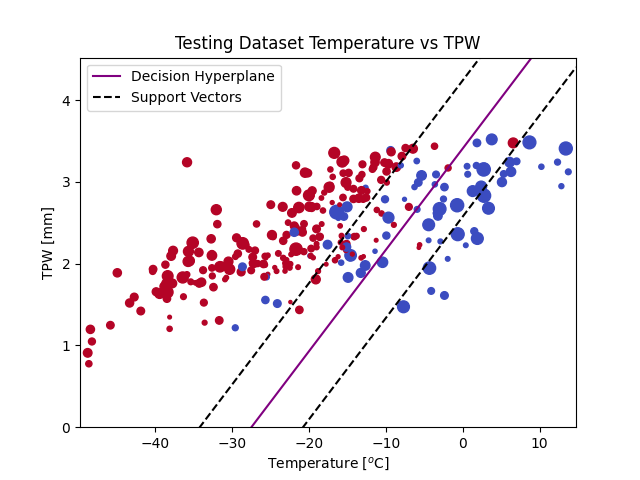 Testing Dataset Temperature vs TPW
Decision Hyperplane
Support Vectors
TPW [mm]
4
3
2
1
0
−40
−30
−20
−10
0
10
Temperature [°C]